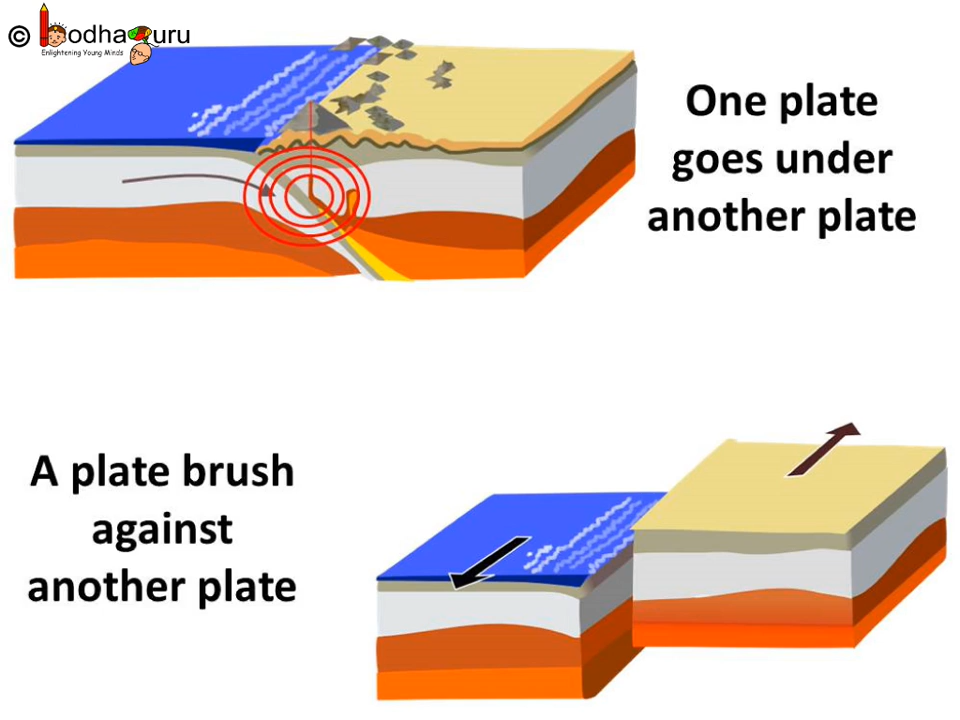 © Bodhaguru
Enlightening Young Minds
One plate
goes under
another plate
A plate brush
against
another plate